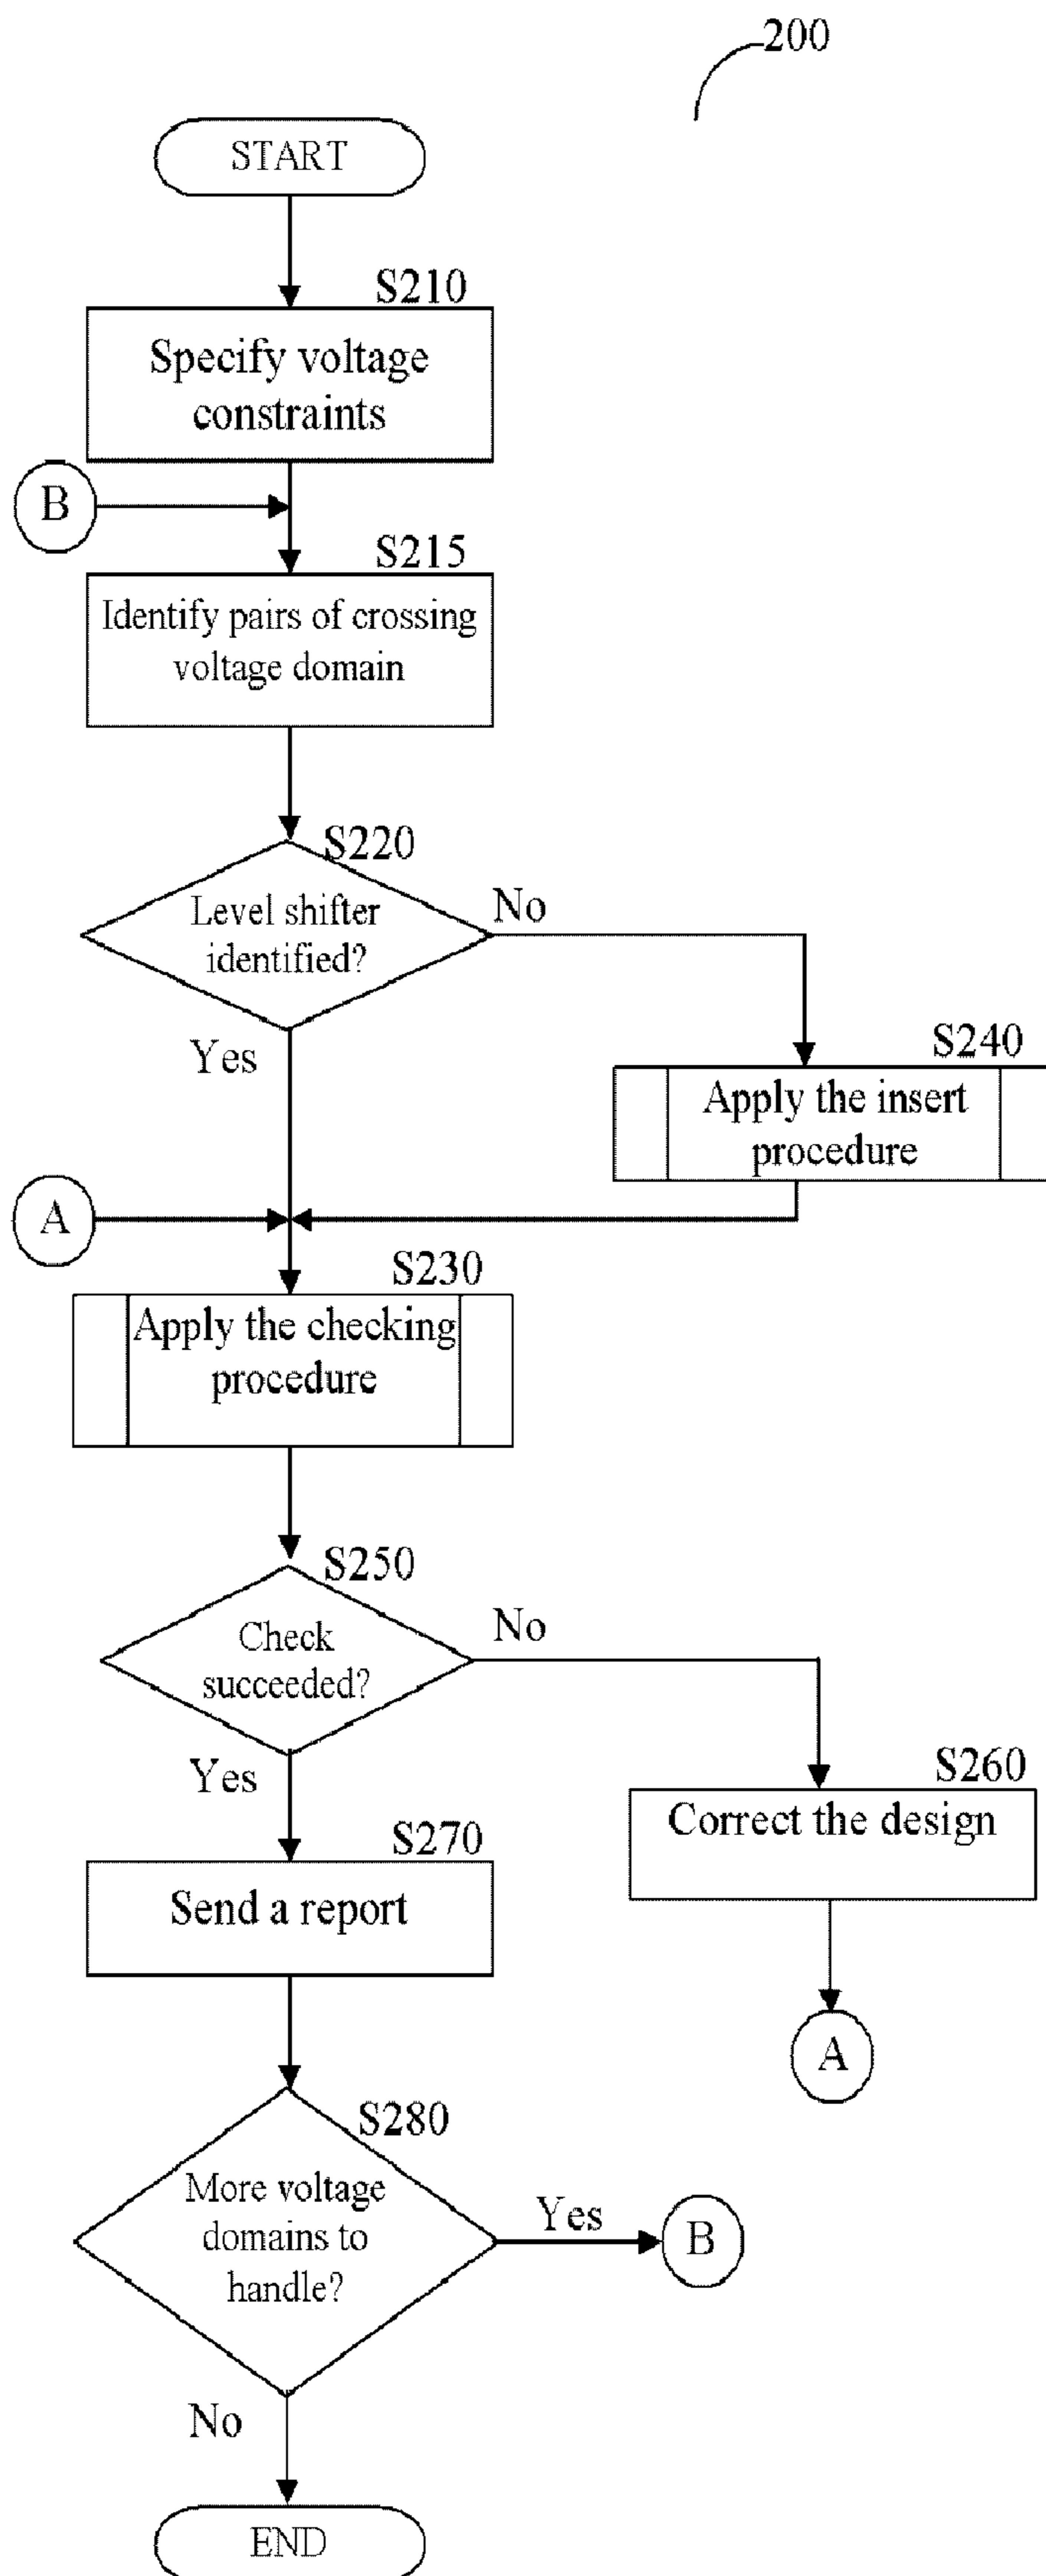 200
START
S210
Specify voltage
constraints
B
S215
Identify pairs of crossing
voltage domain
S220
Level shifter
identified?
No
Yes
S240
Apply the insert
procedure
A
S230
Apply the checking
procedure
S250
Check
succeeded?
No
Yes
S260
Correct the design
S270
Send a report
A
S280
More voltage
domains to
handle?
Yes
B
No
END